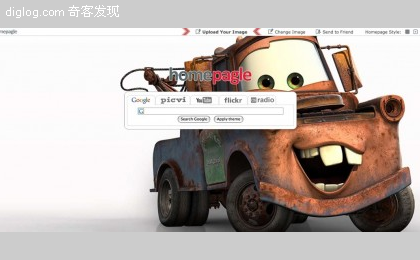 diglog.com 奇客发现
mepagle
Upload Your Image
Change Image
Send to Friend
Homepagle Style:
homepagle
Google
picvi
YouTube
flickr
radio
Search Google
Apply theme